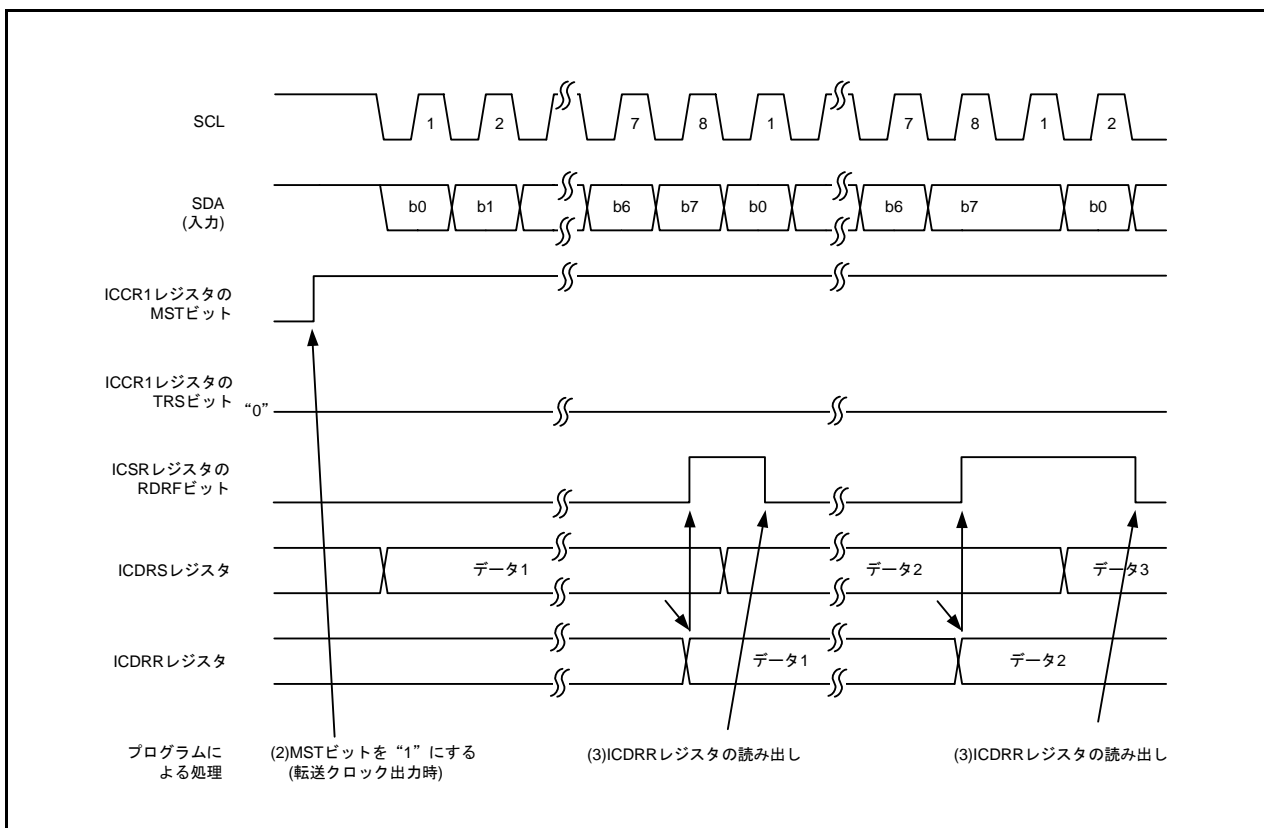 SCL
1 2 7 8 1 7 8 1 2
SDA
(入力)
b0 b1 b6 b7 b0 b6 b7 b0
ICCR1レジスタの
MSTビット
ICCR1レジスタの
TRSビット “0”
ICSRレジスタの
RDRFビット
ICDRSレジスタ
データ1 データ2 データ3
ICDRRレジスタ
データ1 データ2
プログラムに
よる処理
(2)MSTビットを“1”にする
(転送クロック出力時)
(3)ICDRRレジスタの読み出し
(3)ICDRRレジスタの読み出し